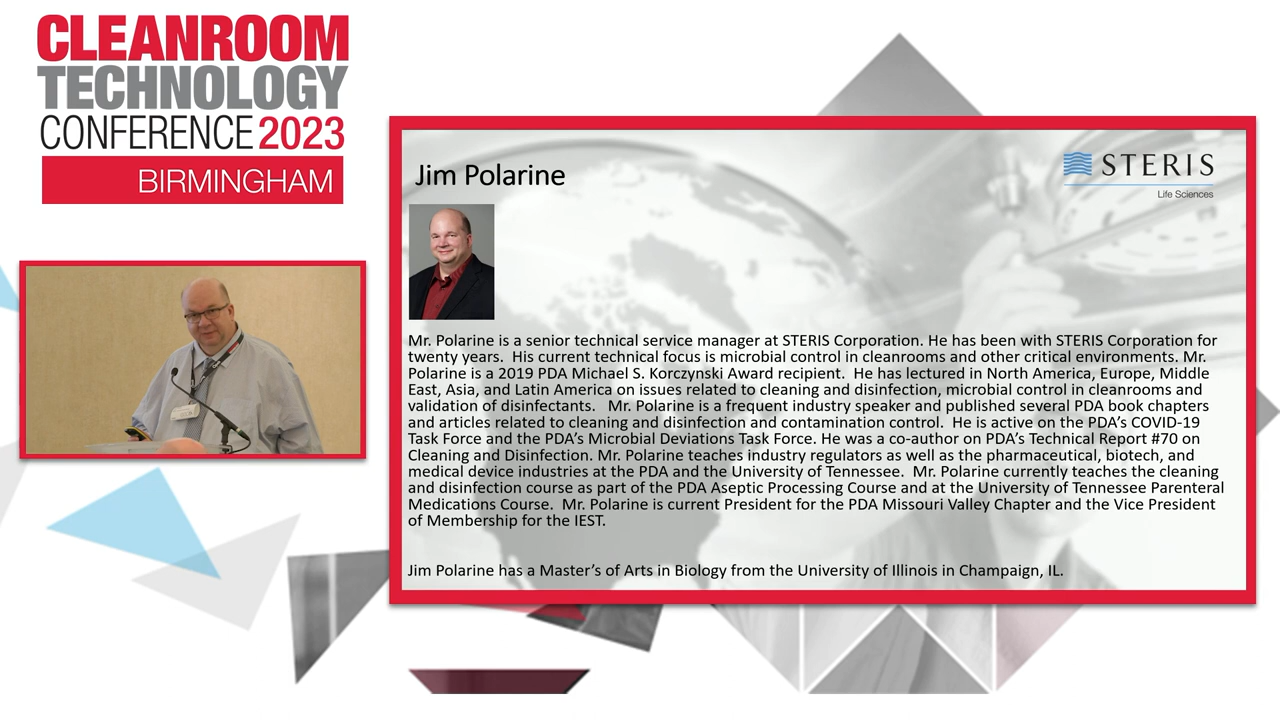 CLEANROOM
TECHNOLOGY
CONFERENCE 2023
BIRMINGHAM
Jim Polarine
STERIS
Life Sciences
Mr. Polarine is a senior technical service manager at STERIS Corporation. He has been with STERIS Corporation for
twenty years.  His current technical focus is microbial control in cleanrooms and other critical environments. Mr.
Polarine is a 2019 PDA Michael S. Korczynski Award recipient.  He has lectured in North America, Europe, Middle
East, Asia, and Latin America on issues related to cleaning and disinfection, microbial control in cleanrooms and
validation of disinfectants.   Mr. Polarine is a frequent industry speaker and published several PDA book chapters
and articles related to cleaning and disinfection and contamination control.  He is active on the PDA's COVID-19
Task Force and the PDA's Microbial Deviations Task Force. He was a co-author on PDA's Technical Report #70 on
Cleaning and Disinfection. Mr. Polarine teaches industry regulators as well as the pharmaceutical, biotech, and
medical device industries at the PDA and the University of Tennessee.  Mr. Polarine currently teaches the cleaning
and disinfection course as part of the PDA Aseptic Processing Course and at the University of Tennessee Parenteral
Medications Course.  Mr. Polarine is current President for the PDA Missouri Valley Chapter and the Vice President
of Membership for the IEST.
Jim Polarine has a Master's of Arts in Biology from the University of Illinois in Champaign, IL.